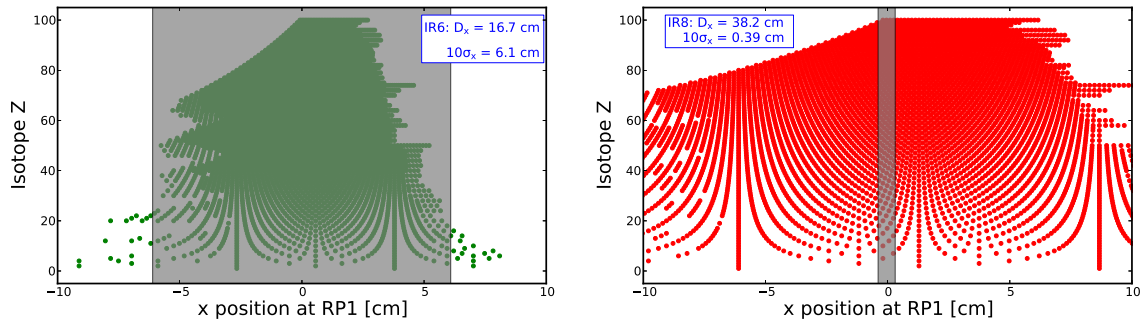 Isotope Z
100
80
60
40
20
0
IR6: Dₓ = 16.7 cm
10σₓ = 6.1 cm
−10
−5
0
5
10
x position at RP1 [cm]
Isotope Z
100
80
60
40
20
0
IR8: Dₓ = 38.2 cm
10σₓ = 0.39 cm
−10
−5
0
5
10
x position at RP1 [cm]